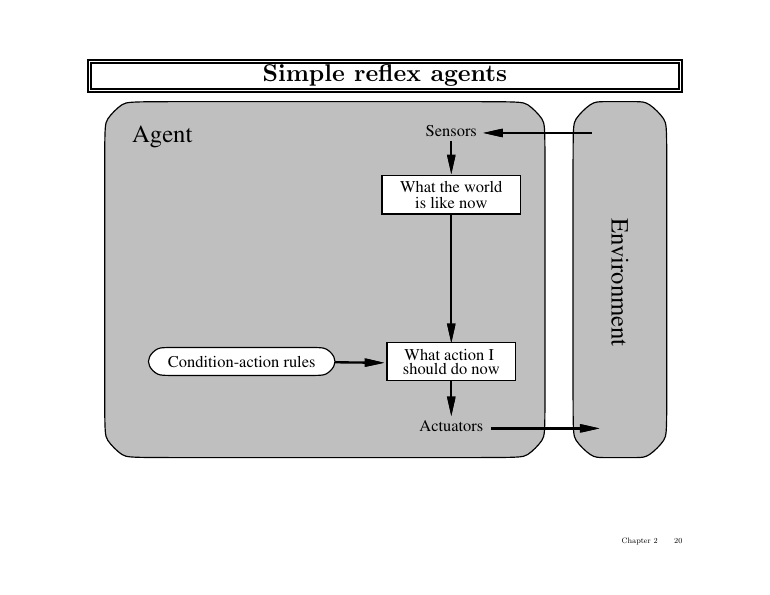 Simple reflex agents
Agent
Sensors
What the world
is like now
Environment
Condition-action rules
What action I
should do now
Actuators
Chapter 2 20